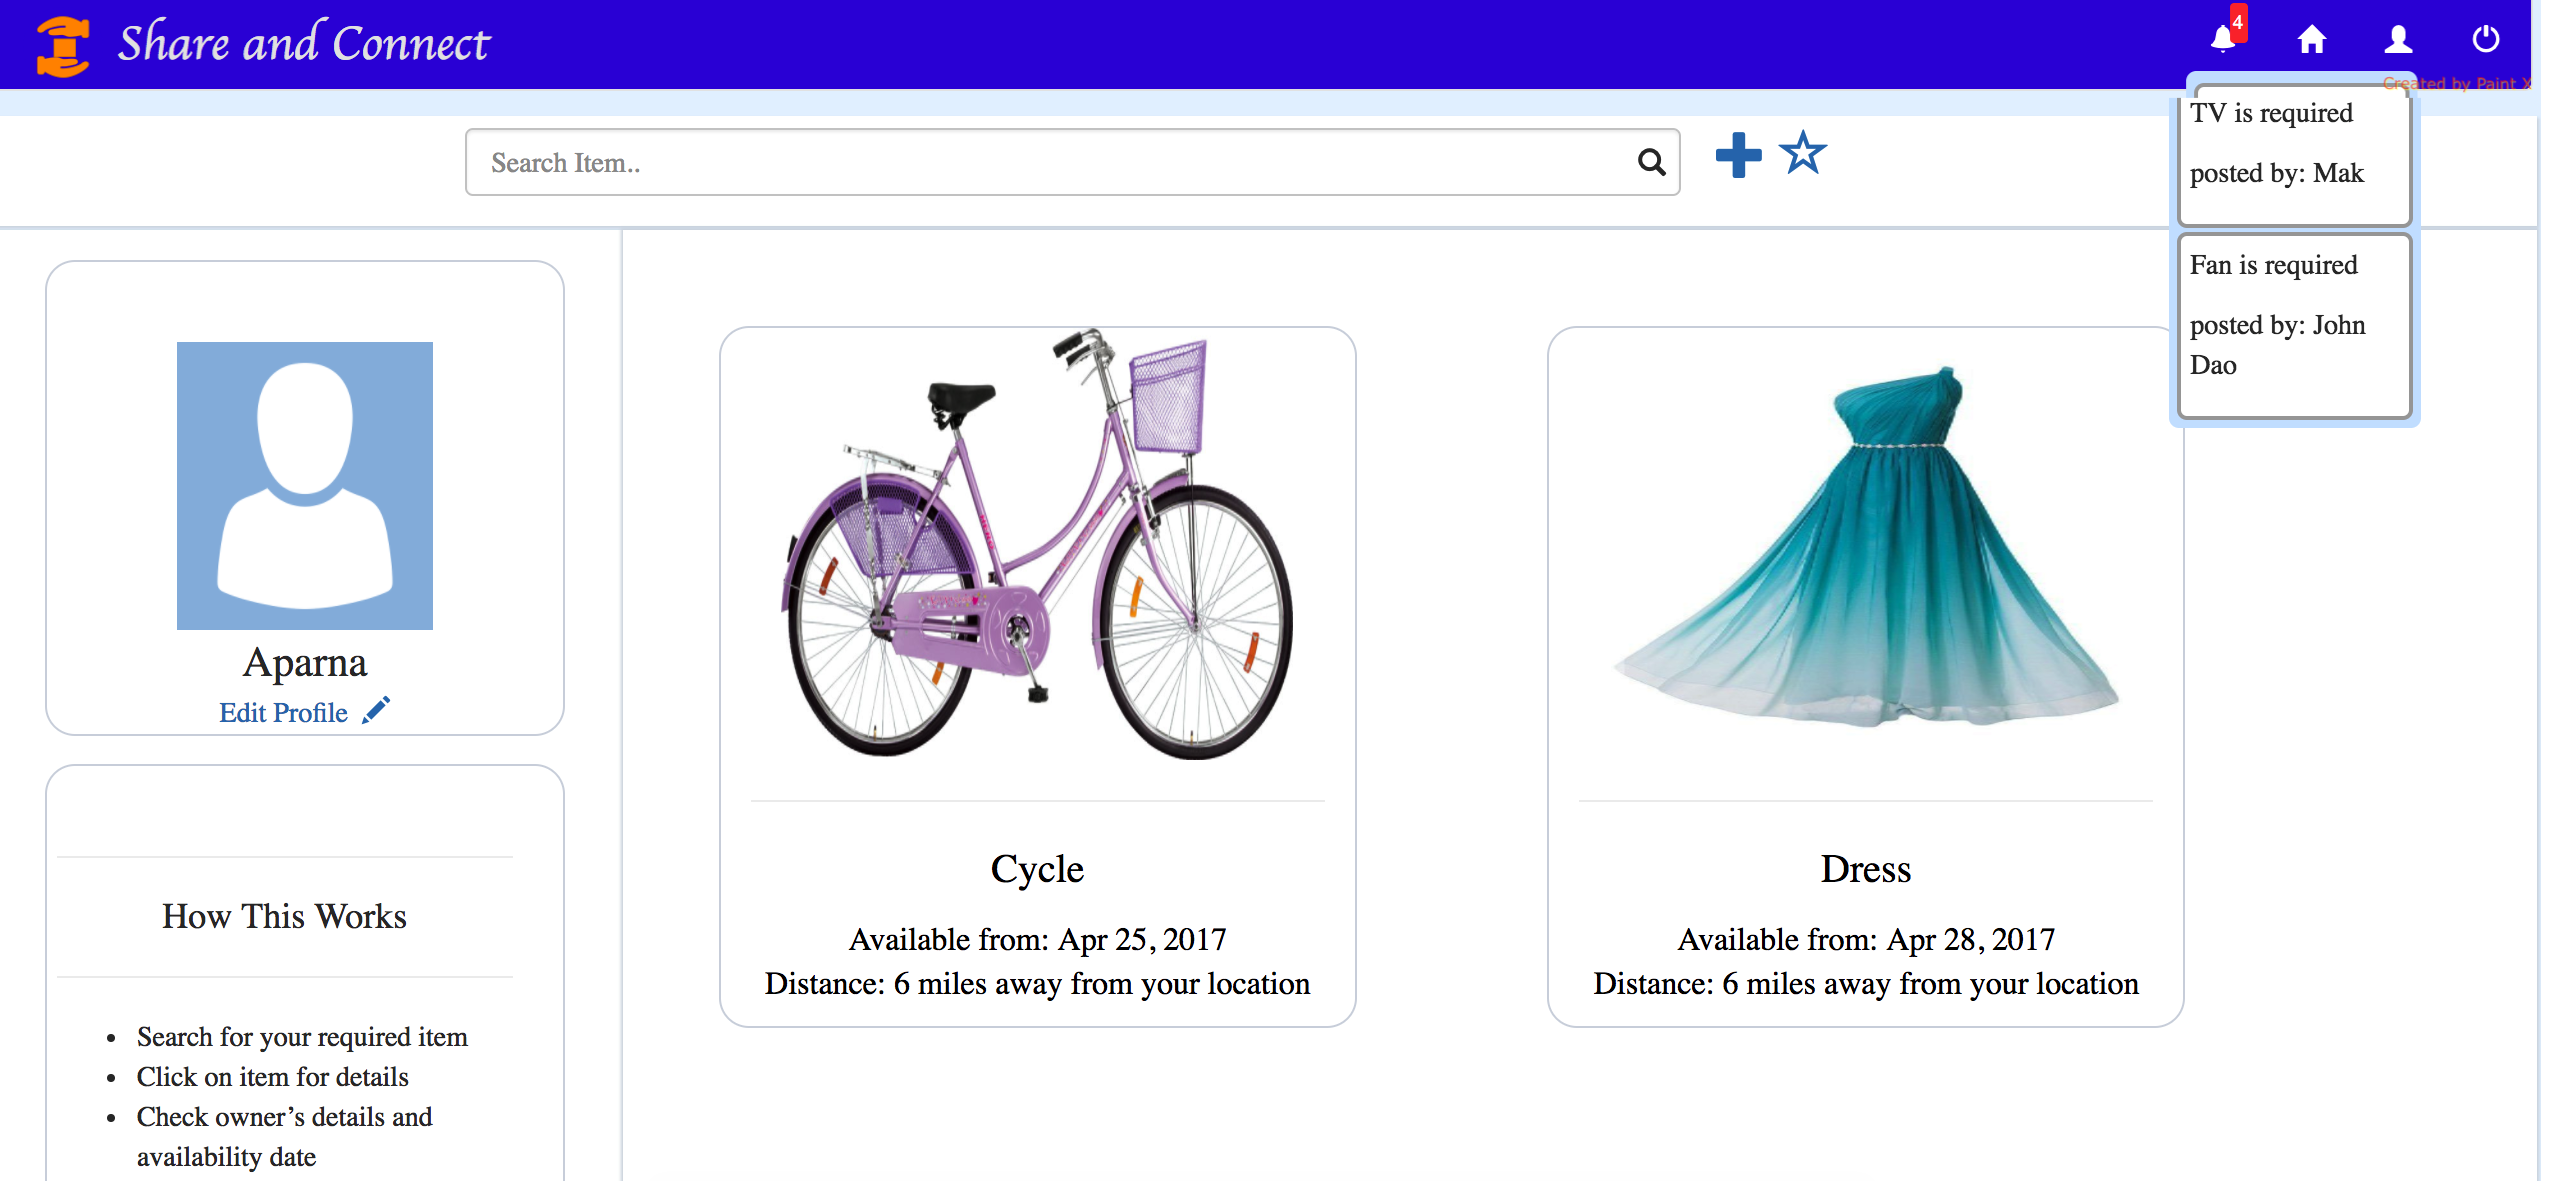 Share and Connect
4
Created by Paint X
TV is required
posted by: Mak
Fan is required
posted by: John
Dao
Search Item..
Aparna
Edit Profile
How This Works
• Search for your required item
• Click on item for details
• Check owner’s details and
availability date
Cycle
Available from: Apr 25, 2017
Distance: 6 miles away from your location
Dress
Available from: Apr 28, 2017
Distance: 6 miles away from your location